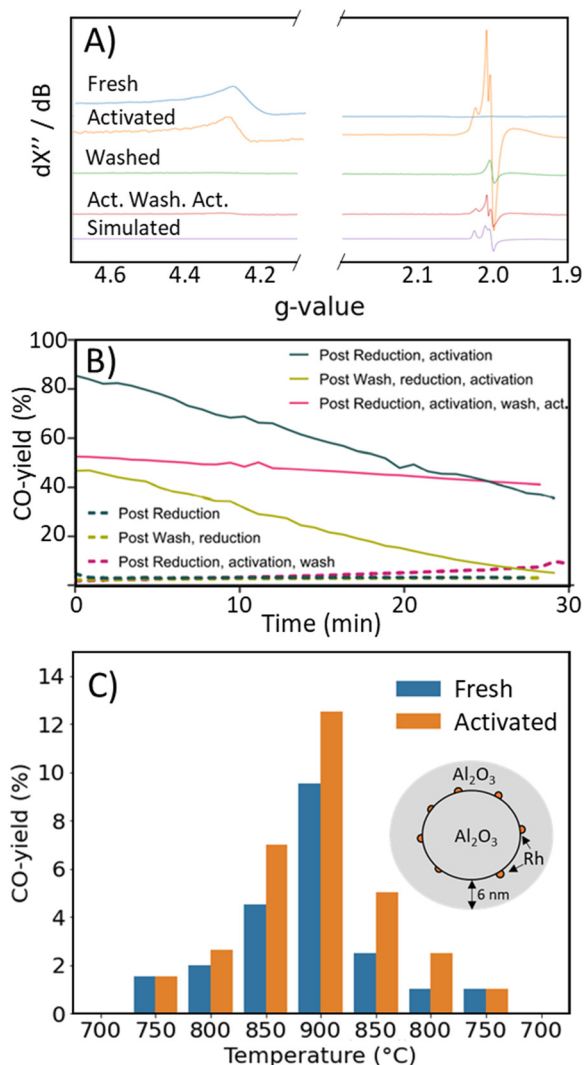 A)
Fresh
Activated
Washed
Act. Wash. Act.
Simulated
dX'' / dB
4.6 4.4 4.2 2.1 2.0 1.9
g-value
B)
100
80
60
40
20
CO-yield (%)
Post Reduction, activation
Post Wash, reduction, activation
Post Reduction, activation, wash, act.
Post Reduction
Post Wash, reduction
Post Reduction, activation, wash
0 10 20 30
Time (min)
C)
14
12
10
8
6
4
2
0
CO-yield (%)
Fresh
Activated
Al₂O₃
Al₂O₃
Rh
6 nm
700 750 800 850 900 850 800 750 700
Temperature (°C)